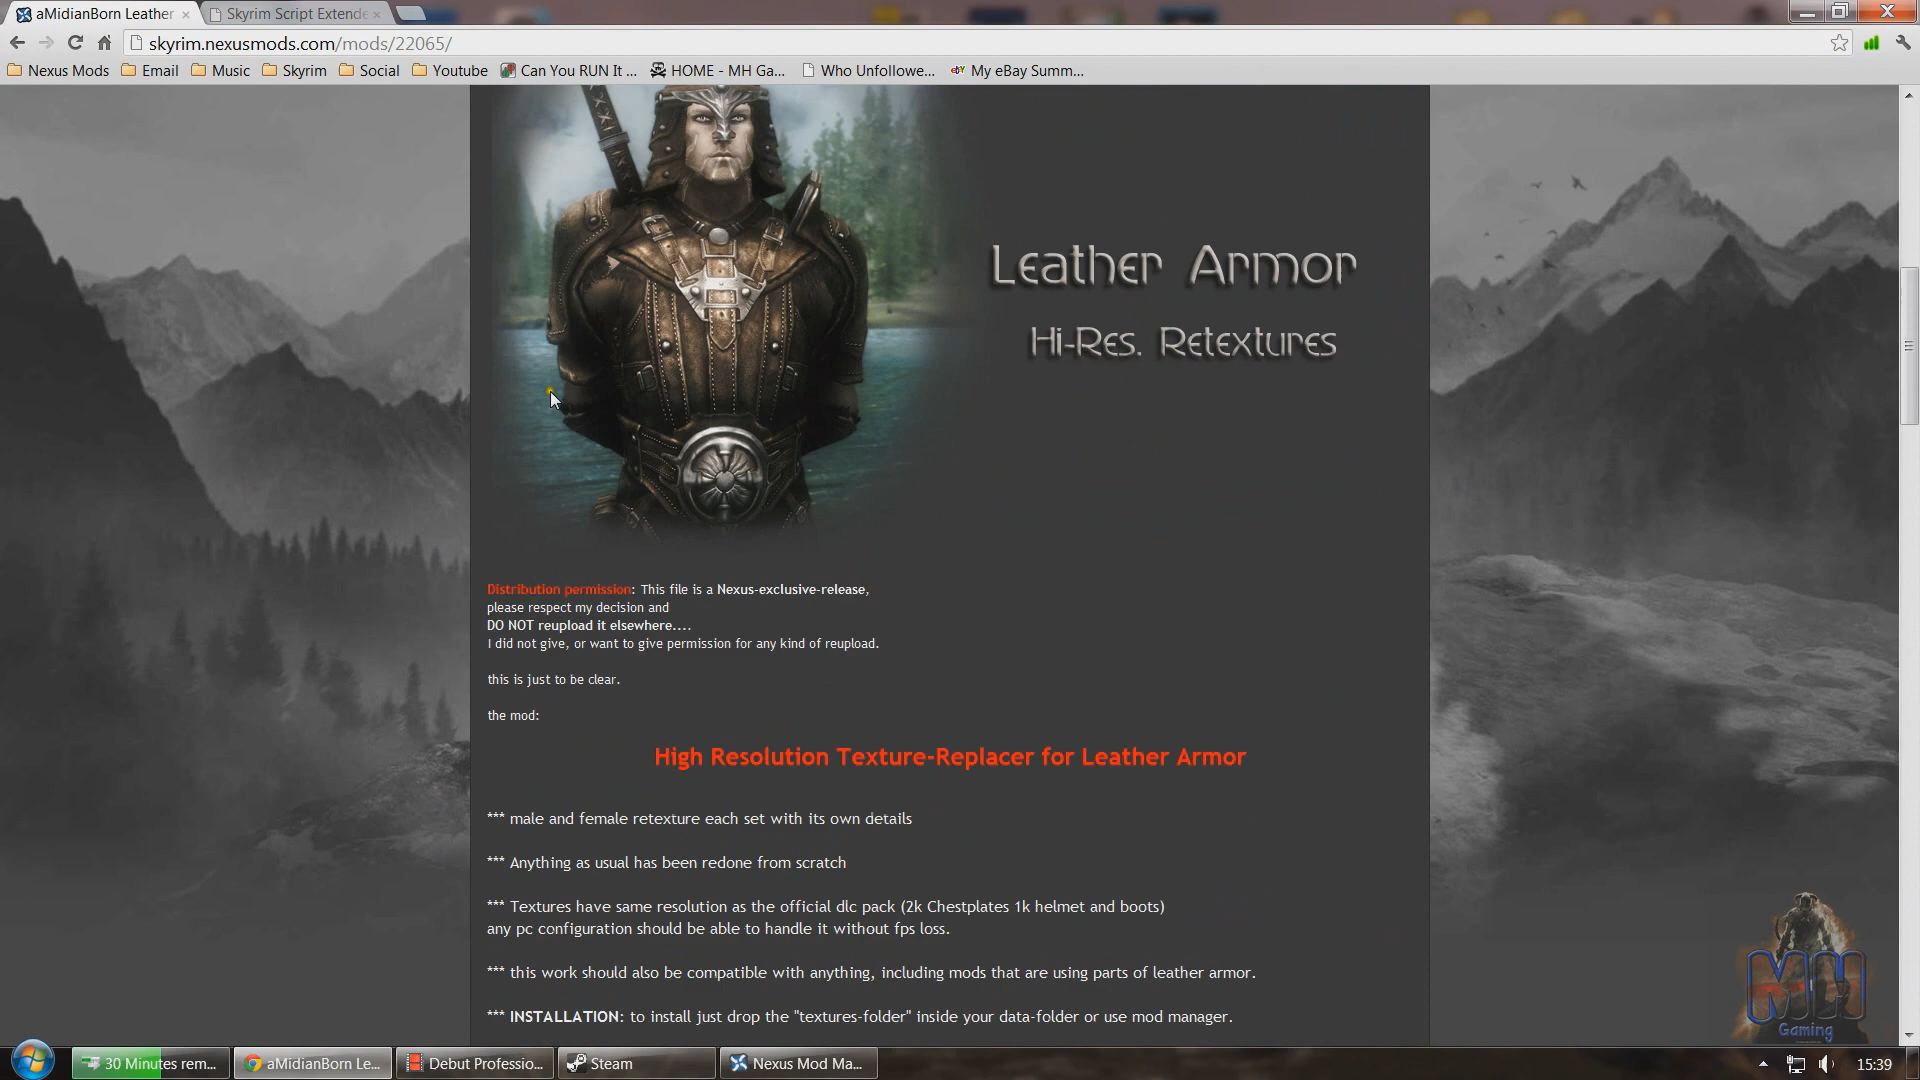 aMidianBorn Leather
Skyrim Script Extende
skyrim.nexusmods.com/mods/22065/
Nexus Mods
Email
Music
Skyrim
Social
Youtube
Can You RUN It ...
HOME - MH Ga...
Who Unfollowe...
My eBay Summ...
Leather Armor
Hi-Res. Retextures
Distribution permission: This file is a Nexus-exclusive-release,
please respect my decision and
DO NOT reupload it elsewhere....
I did not give, or want to give permission for any kind of reupload.
this is just to be clear.
the mod:
High Resolution Texture-Replacer for Leather Armor
*** male and female retexture each set with its own details
*** Anything as usual has been redone from scratch
*** Textures have same resolution as the official dlc pack (2k Chestplates 1k helmet and boots)
any pc configuration should be able to handle it without fps loss.
*** this work should also be compatible with anything, including mods that are using parts of leather armor.
*** INSTALLATION: to install just drop the "textures-folder" inside your data-folder or use mod manager.
MH
Gaming
30 Minutes rem...
aMidianBorn Le...
Debut Professio...
Steam
Nexus Mod Ma...
15:39